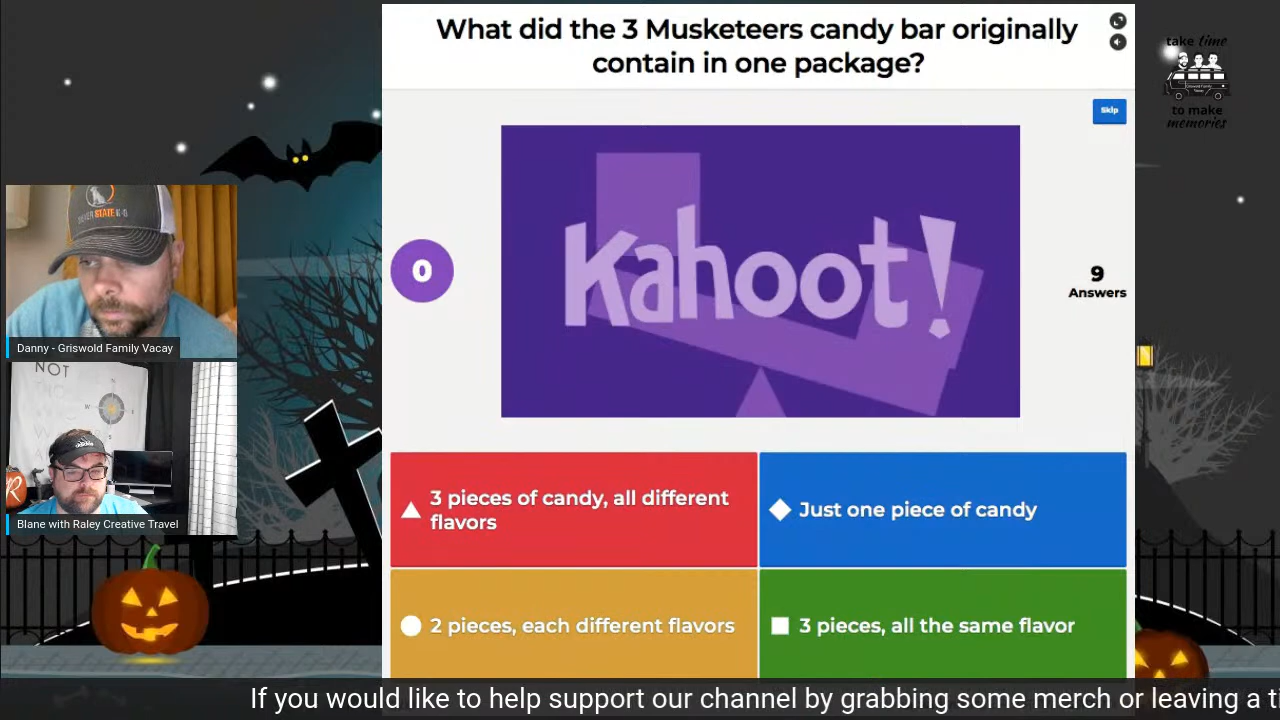 What did the 3 Musketeers candy bar originally
contain in one package?
take time
to make
memories
Skip
Kahoot!
0
9
Answers
Danny - Griswold Family Vacay
NOT
Blane with Raley Creative Travel
3 pieces of candy, all different
flavors
Just one piece of candy
2 pieces, each different flavors
3 pieces, all the same flavor
If you would like to help support our channel by grabbing some merch or leaving a t